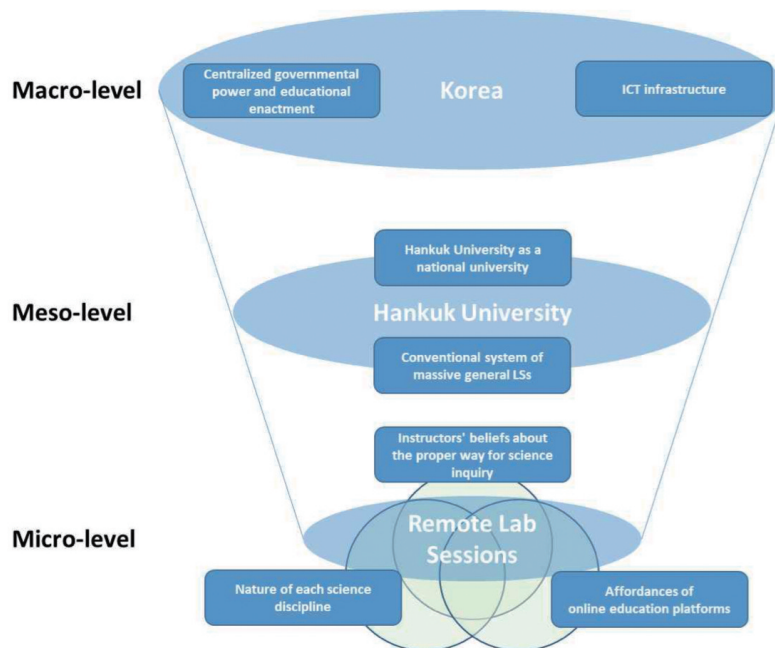 Macro-level
Centralized governmental
power and educational
enactment
Korea
ICT infrastructure
Meso-level
Hankuk University as a
national university
Hankuk University
Conventional system of
massive general LSs
Micro-level
Instructors' beliefs about
the proper way for science
inquiry
Remote Lab
Sessions
Nature of each science
discipline
Affordances of
online education platforms